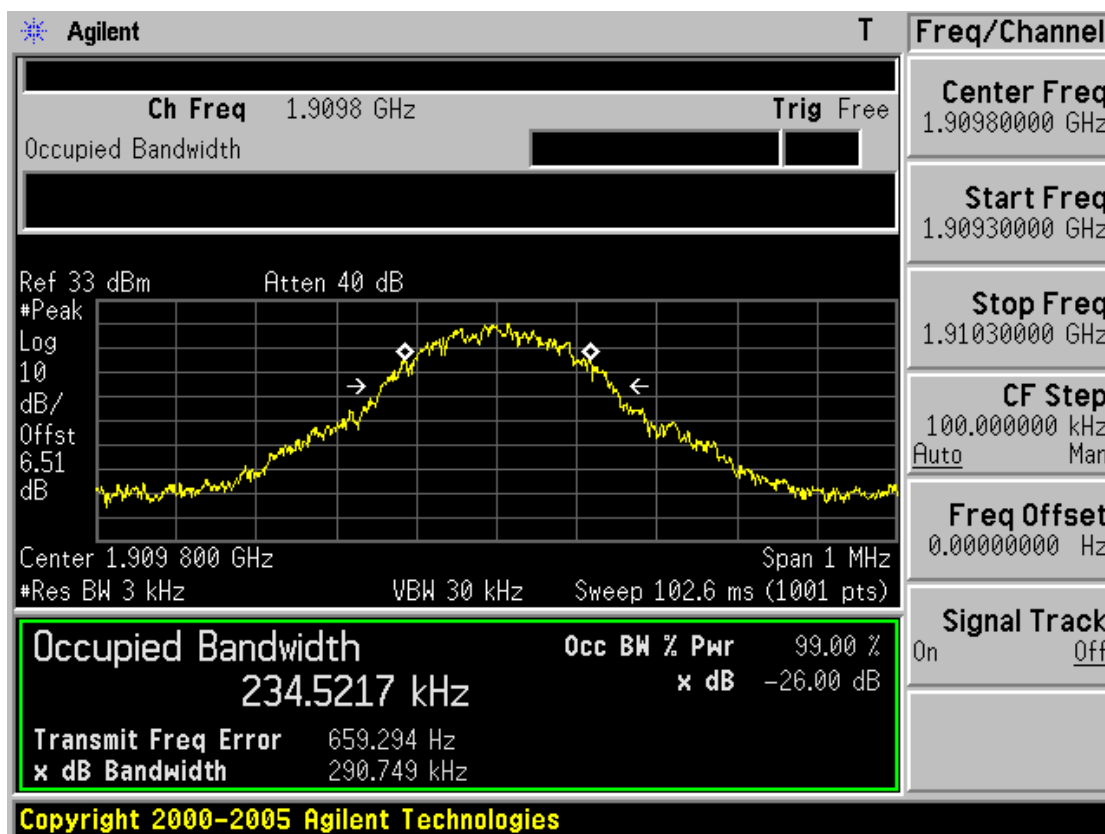 Agilent T
Ch Freq 1.9098 GHz Trig Free
Occupied Bandwidth
Ref 33 dBm Atten 40 dB
#Peak
Log
10
dB/
Offst
6.51
dB
Center 1.909 800 GHz Span 1 MHz
#Res BW 3 kHz VBW 30 kHz Sweep 102.6 ms (1001 pts)
Occupied Bandwidth
234.5217 kHz
Occ BW % Pwr 99.00 %
x dB -26.00 dB
Transmit Freq Error 659.294 Hz
x dB Bandwidth 290.749 kHz
Copyright 2000-2005 Agilent Technologies
Freq/Channel
Center Freq
1.90980000 GHz
Start Freq
1.90930000 GHz
Stop Freq
1.91030000 GHz
CF Step
100.000000 kHz
Auto Man
Freq Offset
0.00000000 Hz
Signal Track
On Off